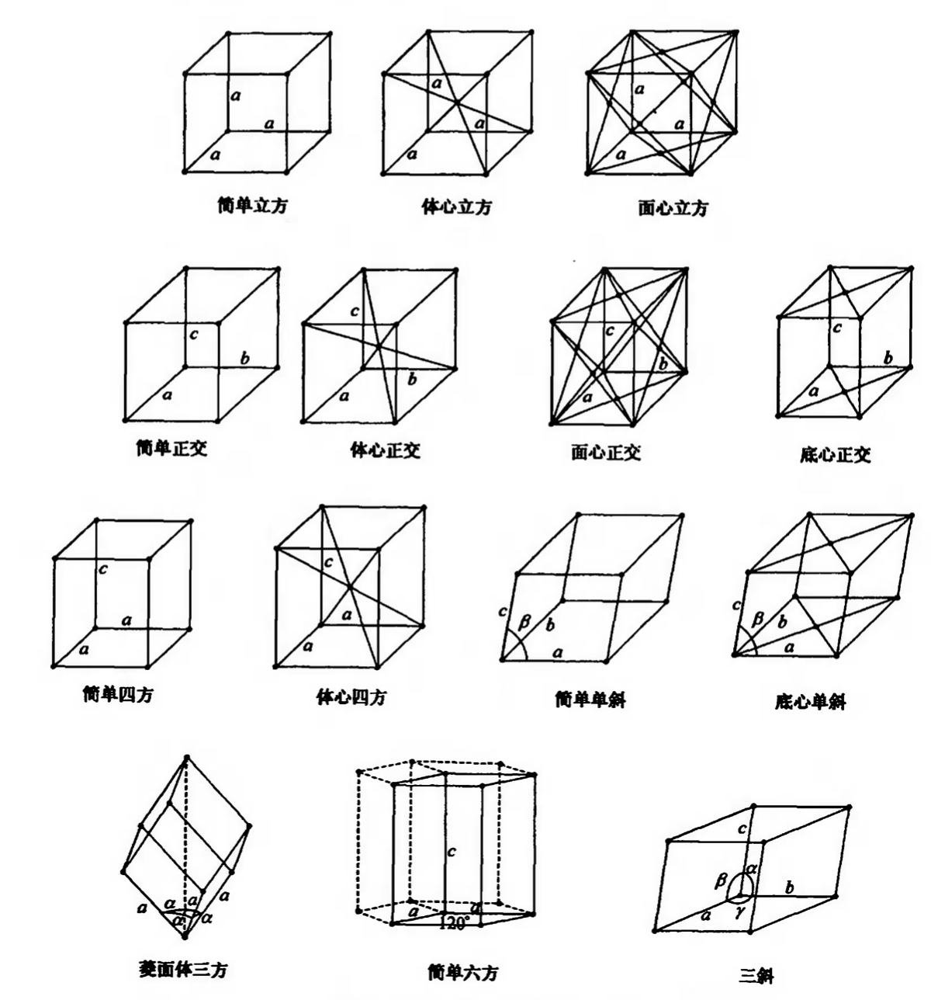 a a a
a a a
a a a
简单立方 体心立方 面心立方
c b a
c b a
c b a
c b a
简单正交 体心正交 面心正交 底心正交
c a a
c a a
c β b a
c β b a
简单四方 体心四方 简单单斜 底心单斜
a α a a α α
c a a 120°
c α β b a γ
菱面体三方 简单六方 三斜